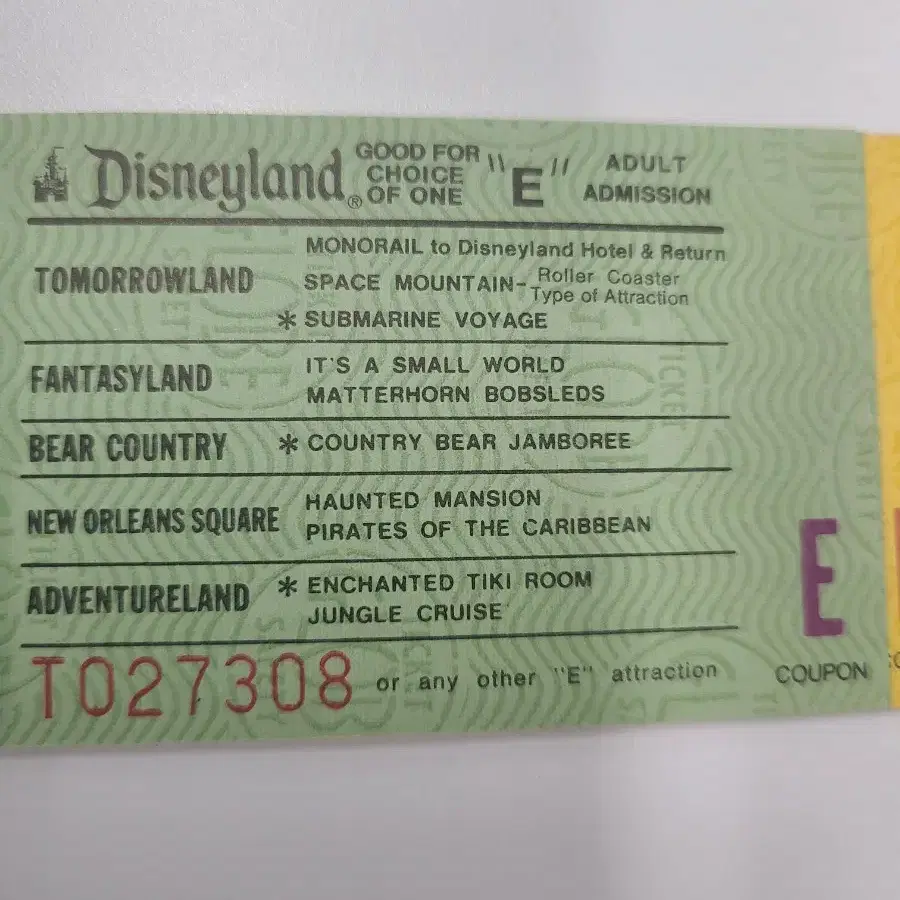 Disneyland® GOOD FOR CHOICE OF ONE "E" ADULT ADMISSION
TOMORROWLAND
MONORAIL to Disneyland Hotel & Return
SPACE MOUNTAIN- Roller Coaster Type of Attraction
* SUBMARINE VOYAGE
FANTASYLAND
IT'S A SMALL WORLD
MATTERHORN BOBSLEDS
BEAR COUNTRY * COUNTRY BEAR JAMBOREE
NEW ORLEANS SQUARE
HAUNTED MANSION
PIRATES OF THE CARIBBEAN
ADVENTURELAND
* ENCHANTED TIKI ROOM
JUNGLE CRUISE
T027308 or any other "E" attraction
E
COUPON